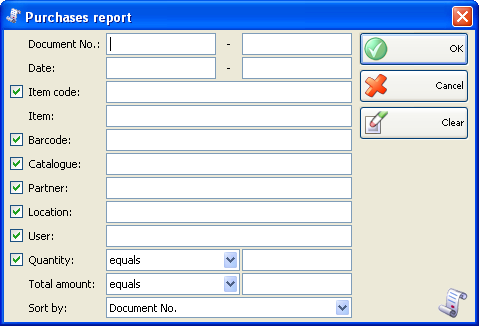 Purchases report
Document No.: -
OK
Date: -
Item code:
Cancel
Item:
Clear
Barcode:
Catalogue:
Partner:
Location:
User:
Quantity: equals
Total amount: equals
Sort by: Document No.